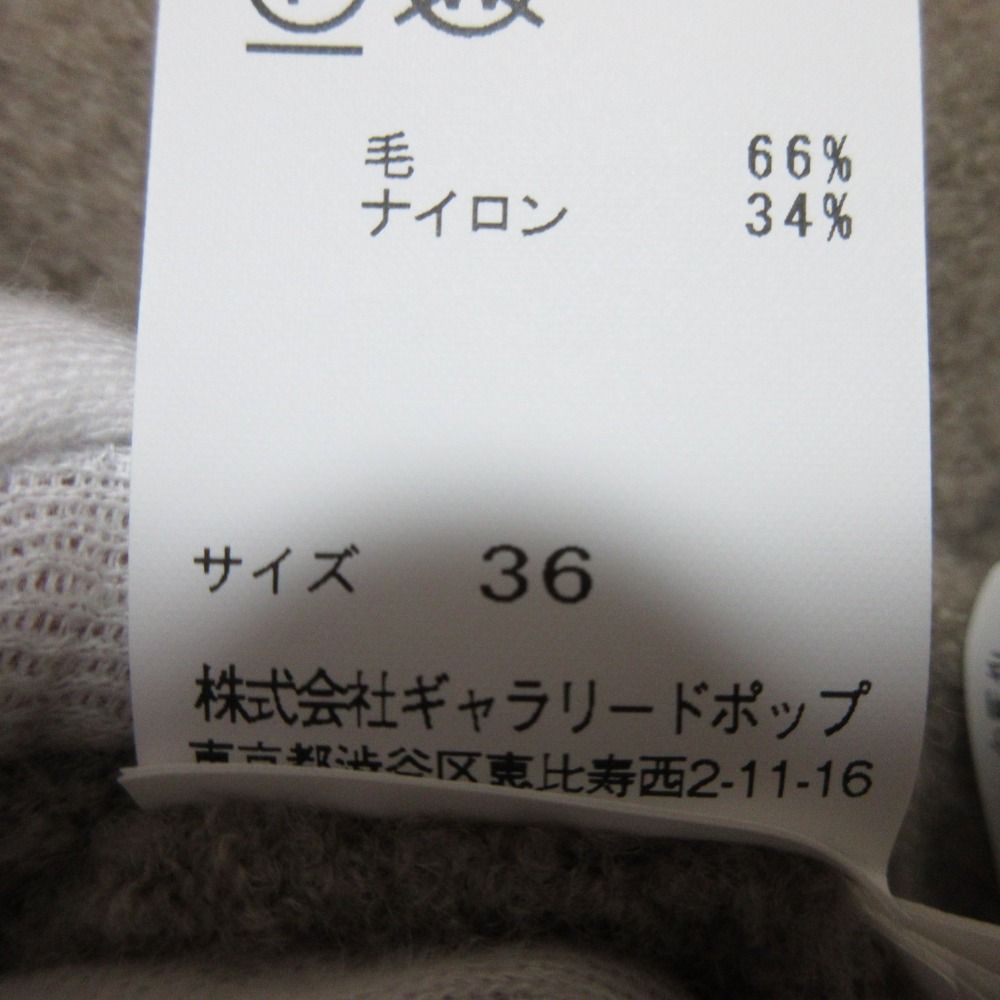 毛 66%
ナイロン 34%
サイズ 36
株式会社ギャラリードポップ
東京都渋谷区恵比寿西2-11-16